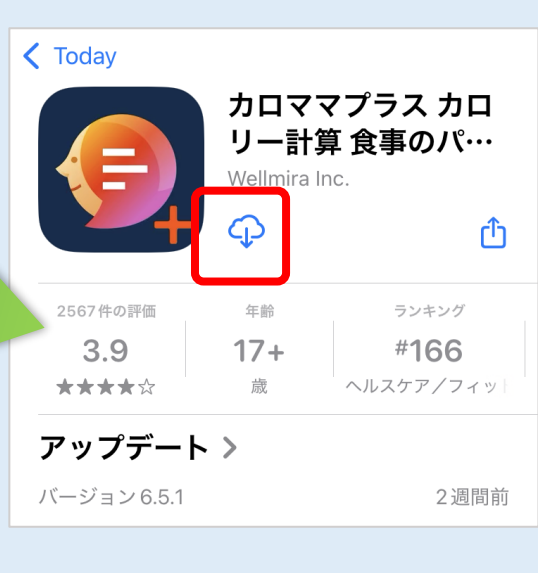 Today
カロママプラス カロ
リー計算 食事のパ…
Wellmira Inc.
2567件の評価
年齢
ランキング
3.9
17+
#166
★★★★☆
歳
ヘルスケア／フィッ
アップデート
バージョン 6.5.1
2週間前